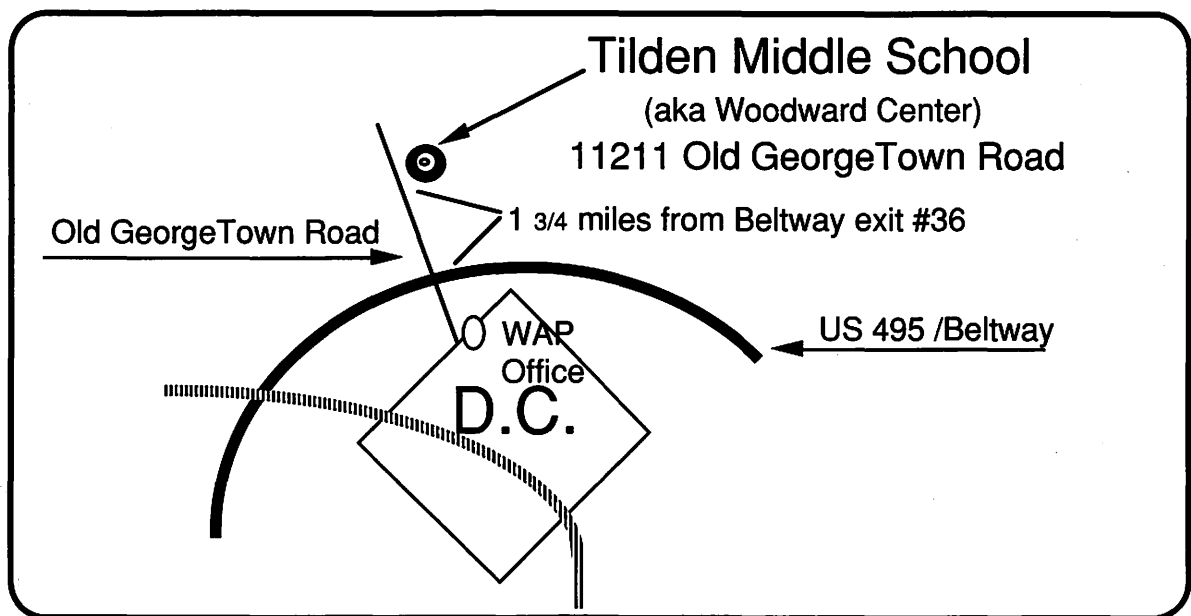 Tilden Middle School
(aka Woodward Center)
11211 Old GeorgeTown Road
1 3/4 miles from Beltway exit #36
Old GeorgeTown Road
US 495 /Beltway
WAP
Office
D.C.